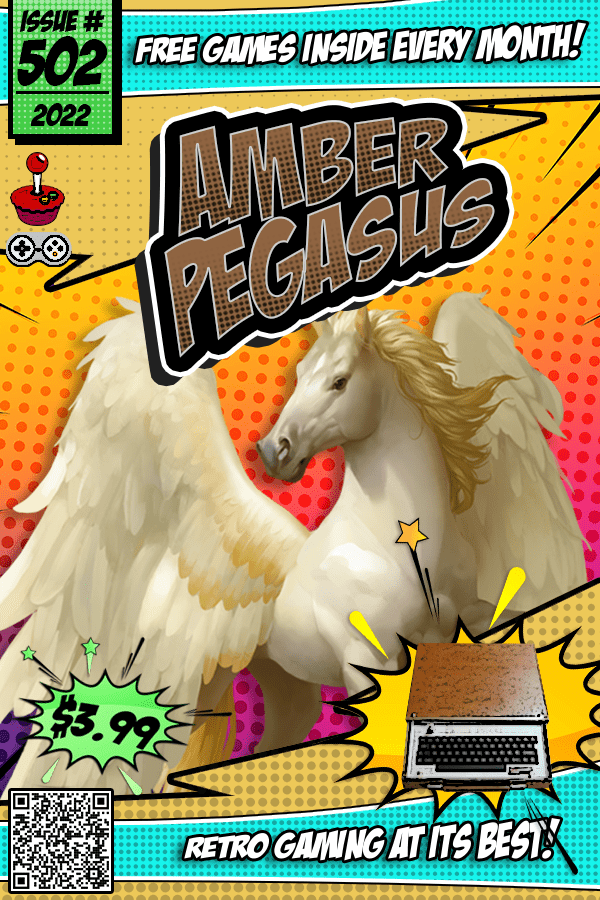 ISSUE #
502
2022
FREE GAMES INSIDE EVERY MONTH!
AMBER
PEGASUS
$3.99
RETRO GAMING AT ITS BEST!